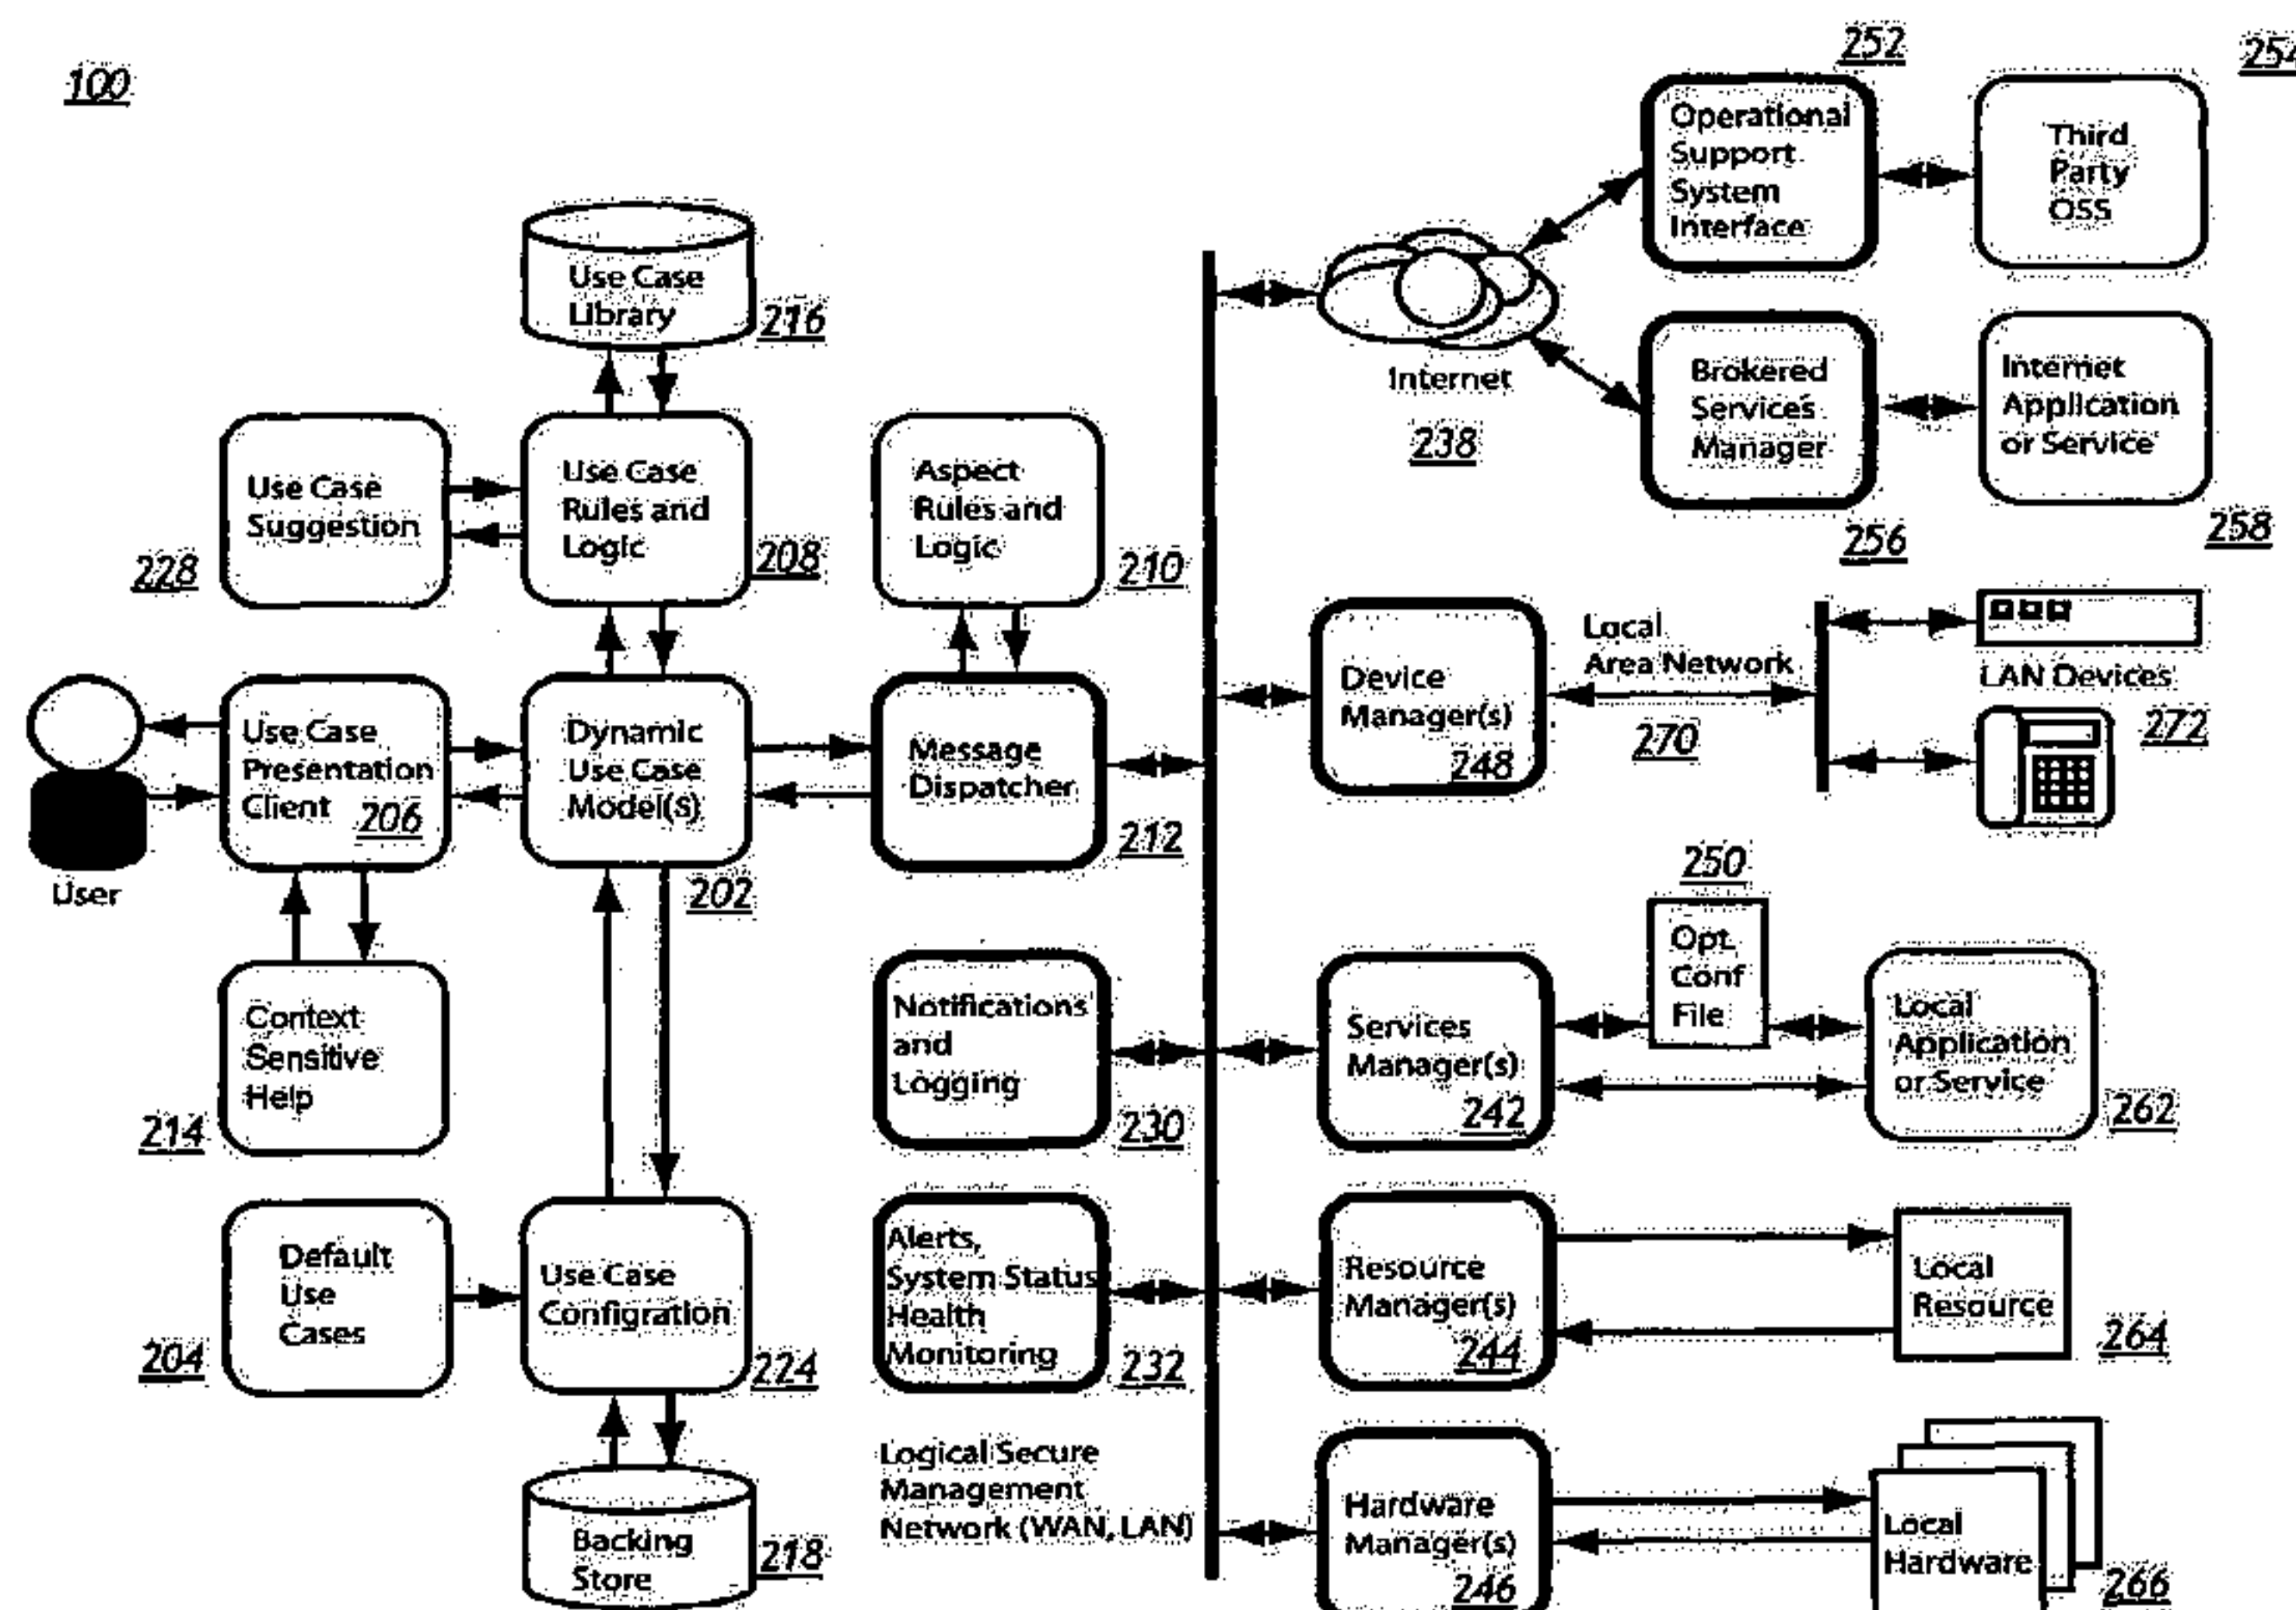 100
252
254
Operational
Support
System
Interface
Third
Party
OSS
Use Case
Library
216
Internet
238
Brokered
Services
Manager
256
Internet
Application
or Service
258
Use Case
Suggestion
228
Use Case
Rules and
Logic
208
Aspect
Rules and
Logic
210
Device
Manager(s)
248
Local
Area Network
270
LAN Devices
272
User
Use Case
Presentation
Client
206
Dynamic
Use Case
Model(s)
202
Message
Dispatcher
212
250
Opt.
Conf
File
Context
Sensitive
Help
214
Notifications
and
Logging
230
Services
Manager(s)
242
Local
Application
or Service
262
Default
Use
Cases
204
Use Case
Configration
224
Alerts,
System Status
Health
Monitoring
232
Resource
Manager(s)
244
Local
Resource
264
Backing
Store
218
Logical Secure
Management
Network (WAN, LAN)
Hardware
Manager(s)
246
Local
Hardware
266